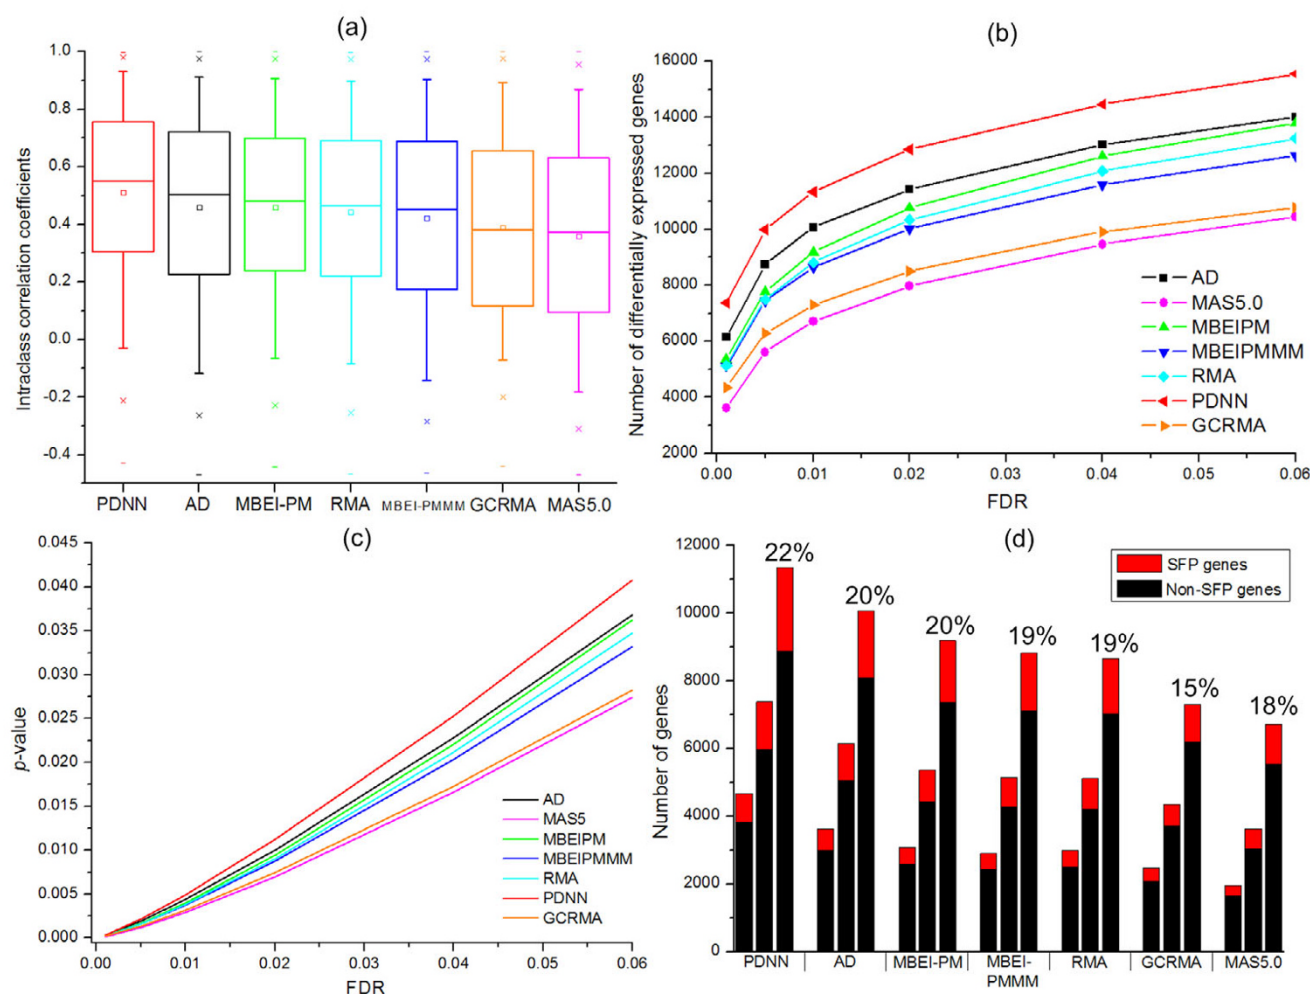 (a)
Intraclass correlation coefficients
1.0
0.8
0.6
0.4
0.2
0.0
-0.2
-0.4
PDNN AD MBEI-PM RMA MBEI-PMMM GCRMA MAS5.0
(b)
Number of differentially expressed genes
16000
14000
12000
10000
8000
6000
4000
2000
0.00 0.01 0.02 0.03 0.04 0.05 0.06
FDR
AD
MAS5.0
MBEIPM
MBEIPMMM
RMA
PDNN
GCRMA
(c)
p-value
0.045
0.040
0.035
0.030
0.025
0.020
0.015
0.010
0.005
0.000
0.00 0.01 0.02 0.03 0.04 0.05 0.06
FDR
AD
MAS5
MBEIPM
MBEIPMMM
RMA
PDNN
GCRMA
(d)
Number of genes
12000
10000
8000
6000
4000
2000
0
22%
20%
20%
19%
19%
15%
18%
SFP genes
Non-SFP genes
PDNN AD MBEI-PM MBEI- RMA GCRMA MAS5.0
PMMM